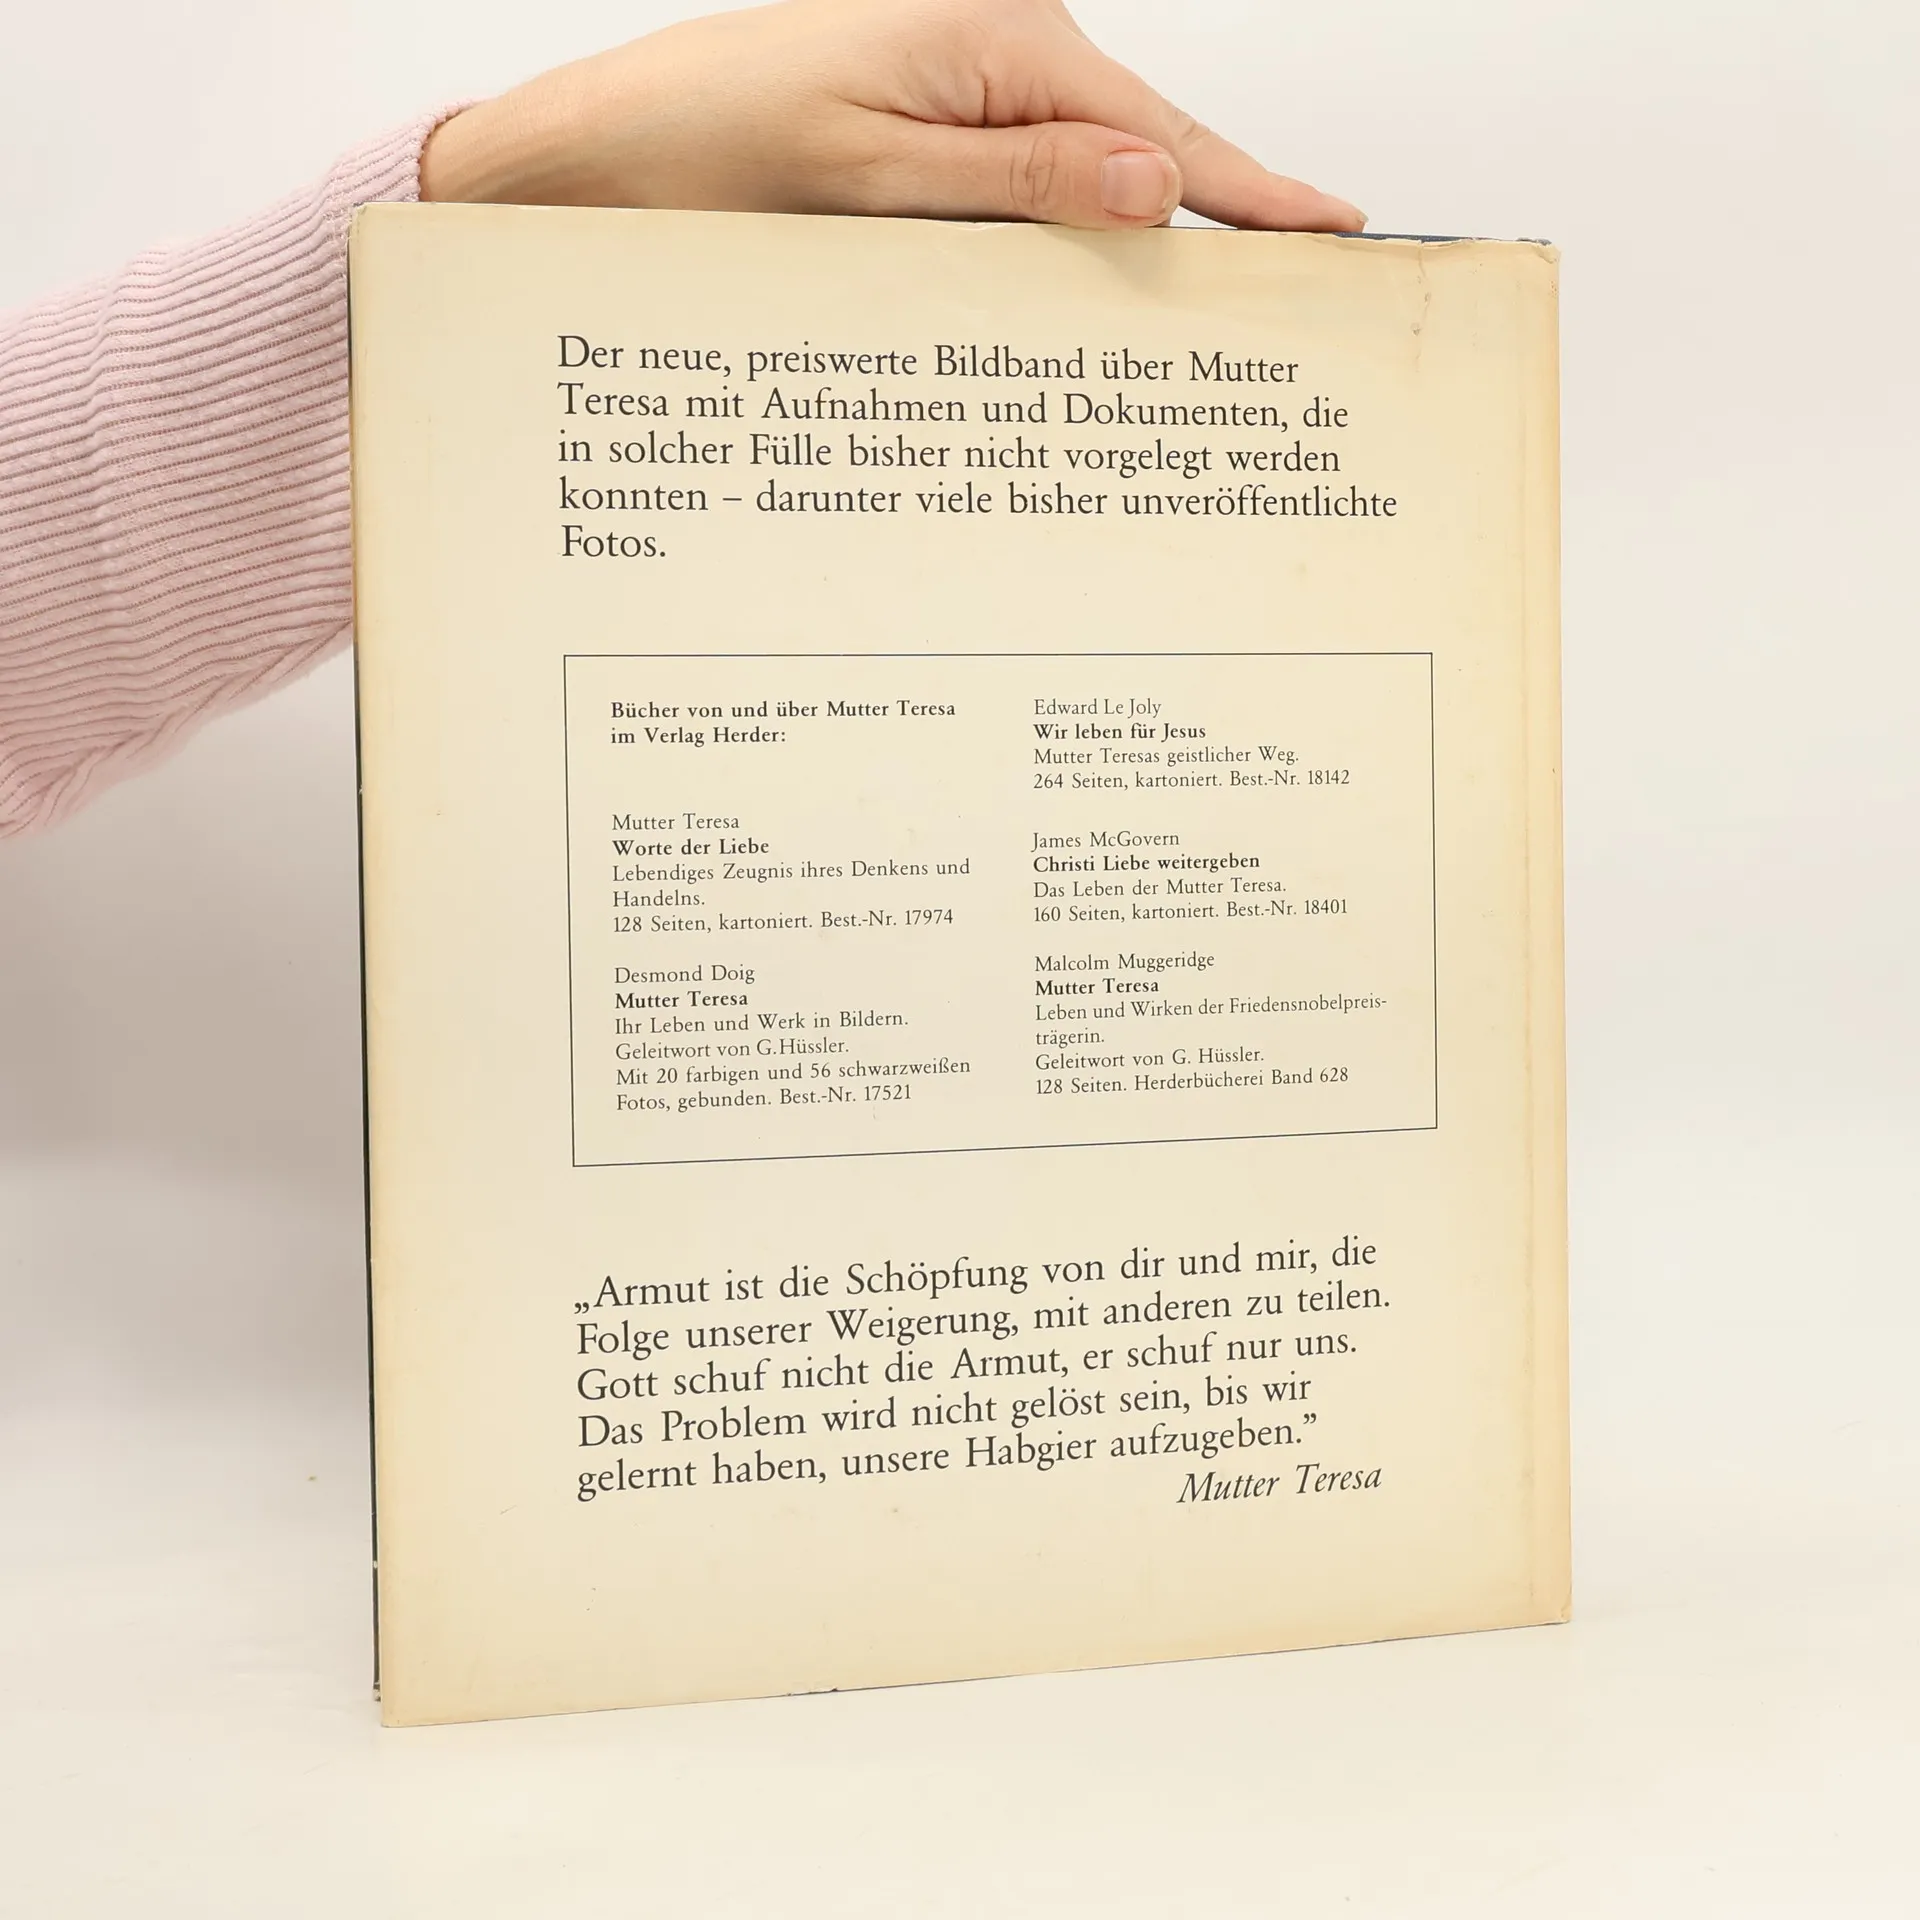 Der neue, preiswerte Bildband über Mutter
Teresa mit Aufnahmen und Dokumenten, die
in solcher Fülle bisher nicht vorgelegt werden
konnten – darunter viele bisher unveröffentlichte
Fotos.
Bücher von und über Mutter Teresa
im Verlag Herder:
Mutter Teresa
Worte der Liebe
Lebendiges Zeugnis ihres Denkens und
Handelns.
128 Seiten, kartoniert. Best.-Nr. 17974
Desmond Doig
Mutter Teresa
Ihr Leben und Werk in Bildern.
Geleitwort von G. Hüssler.
Mit 20 farbigen und 56 schwarzweißen
Fotos, gebunden. Best.-Nr. 17521
Edward Le Joly
Wir leben für Jesus
Mutter Teresas geistlicher Weg.
264 Seiten, kartoniert. Best.-Nr. 18142
James McGovern
Christi Liebe weitergeben
Das Leben der Mutter Teresa.
160 Seiten, kartoniert. Best.-Nr. 18401
Malcolm Muggeridge
Mutter Teresa
Leben und Wirken der Friedensnobelpreis-
trägerin.
Geleitwort von G. Hüssler.
128 Seiten. Herderbücherei Band 628
„Armut ist die Schöpfung von dir und mir, die
Folge unserer Weigerung, mit anderen zu teilen.
Gott schuf nicht die Armut, er schuf nur uns.
Das Problem wird nicht gelöst sein, bis wir
gelernt haben, unsere Habgier aufzugeben.”
Mutter Teresa